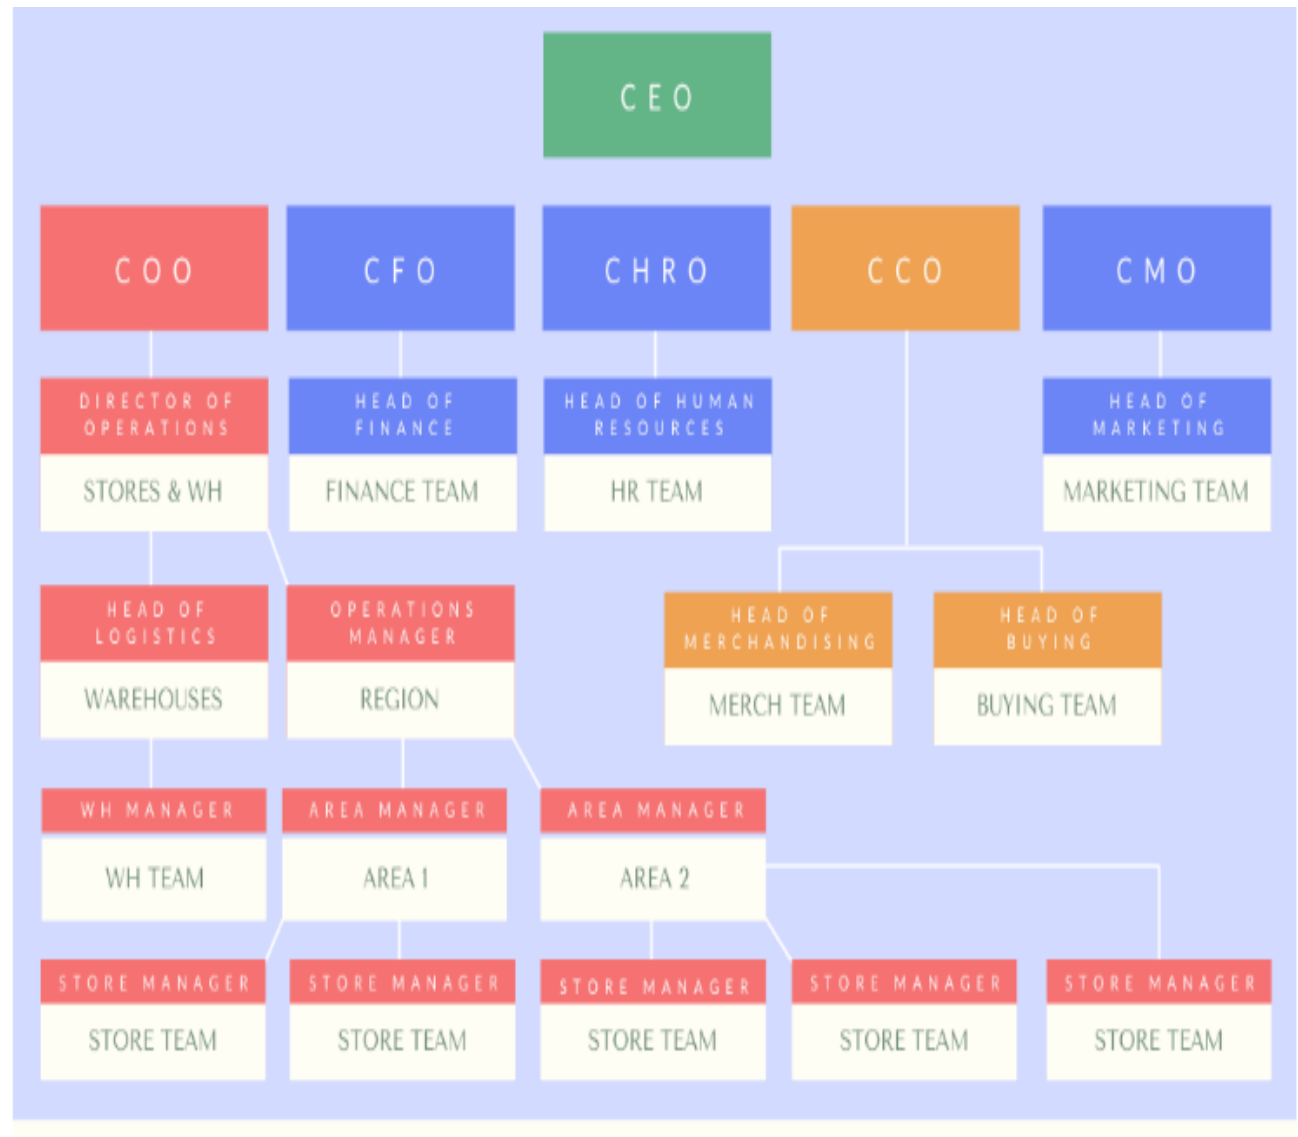 CEO
COO
CFO
CHRO
CCO
CMO
DIRECTOR OF
OPERATIONS
STORES & WH
HEAD OF
FINANCE
FINANCE TEAM
HEAD OF HUMAN
RESOURCES
HR TEAM
HEAD OF
MARKETING
MARKETING TEAM
HEAD OF
LOGISTICS
WAREHOUSES
OPERATIONS
MANAGER
REGION
HEAD OF
MERCHANDISING
MERCH TEAM
HEAD OF
BUYING
BUYING TEAM
WH MANAGER
WH TEAM
AREA MANAGER
AREA 1
AREA MANAGER
AREA 2
STORE MANAGER
STORE TEAM
STORE MANAGER
STORE TEAM
STORE MANAGER
STORE TEAM
STORE MANAGER
STORE TEAM
STORE MANAGER
STORE TEAM